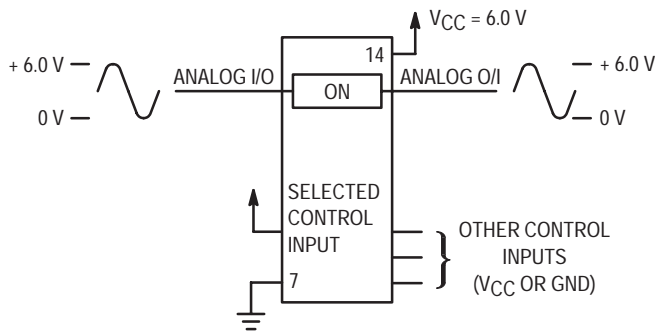 VCC = 6.0 V
14
+ 6.0 V
ANALOG I/O
ON
ANALOG O/I
+ 6.0 V
0 V
0 V
SELECTED
CONTROL
INPUT
OTHER CONTROL
INPUTS
(VCC OR GND)
7